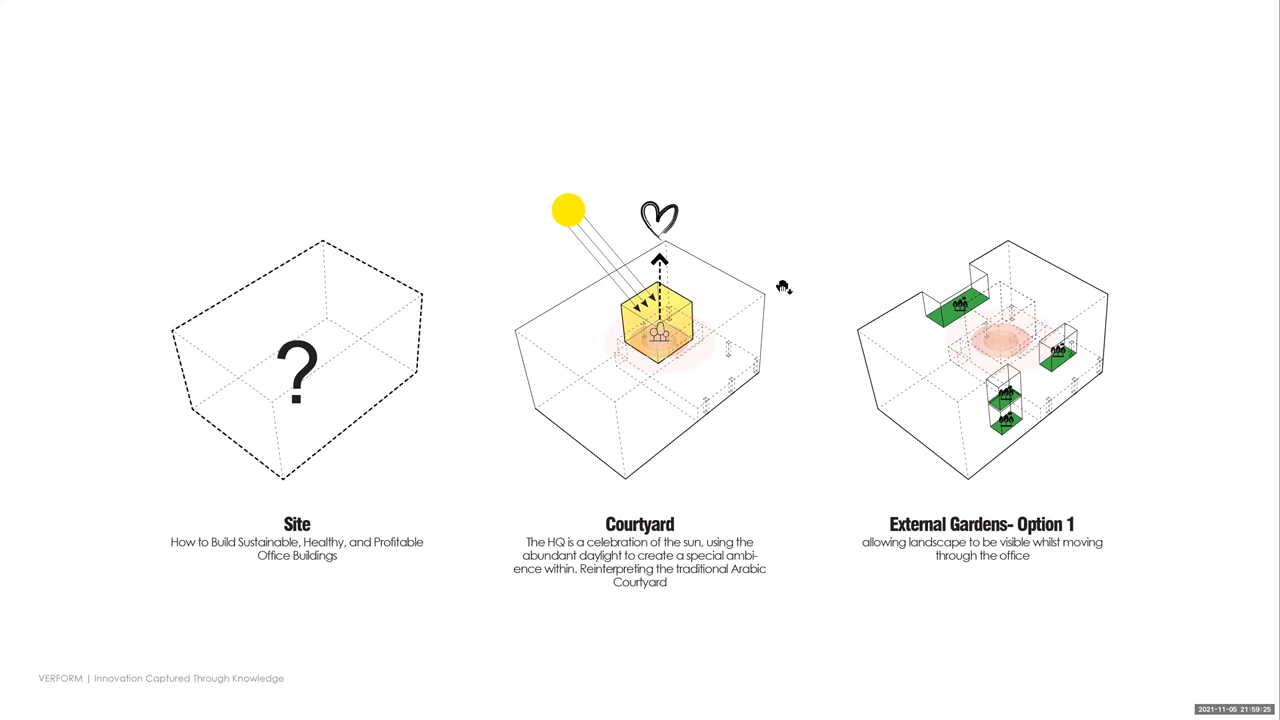 ?
Site
How to Build Sustainable, Healthy, and Profitable
Office Buildings
Courtyard
The HQ is a celebration of the sun, using the
abundant daylight to create a special ambi-
ence within. Reinterpreting the traditional Arabic
Courtyard
External Gardens- Option 1
allowing landscape to be visible whilst moving
through the office
VERFORM | Innovation Captured Through Knowledge
2021-11-05 21:59:25